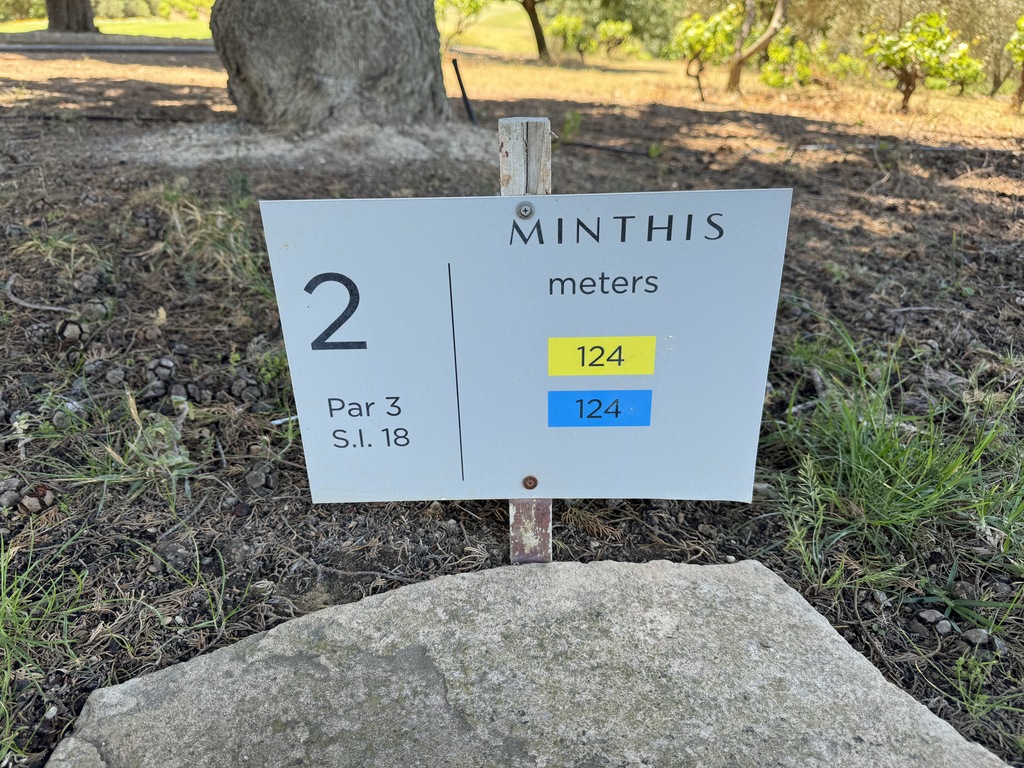 2
Par 3
S.I. 18
MINTHIS
meters
124
124